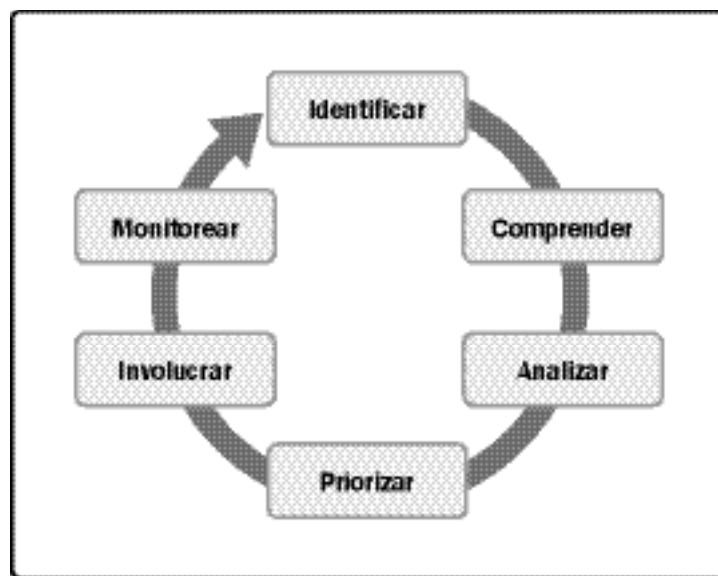 Identificar
Comprender
Analizar
Priorizar
Involucrar
Monitorear